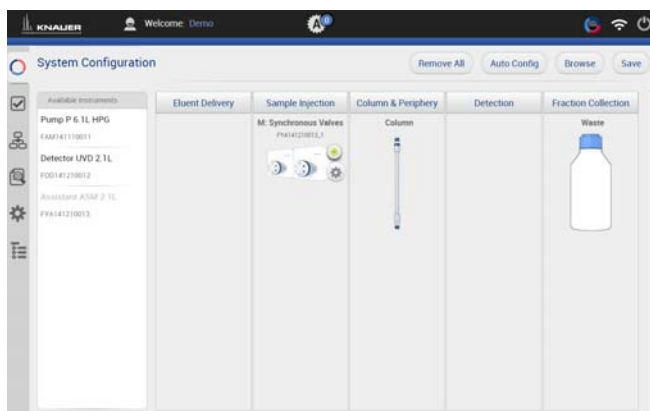 KNAUER
Welcome: Demo
A
System Configuration
Remove All
Auto Config
Browse
Save
Available Instruments
Pump P 6.1L HPG
FAM141110011
Detector UVD 2.1L
FOD141210012
Assistant ASM 2.1L
FYA141210013
Eluent Delivery
Sample Injection
Column & Periphery
Detection
Fraction Collection
M: Synchronous Valves
FYA141210013_1
Column
Waste